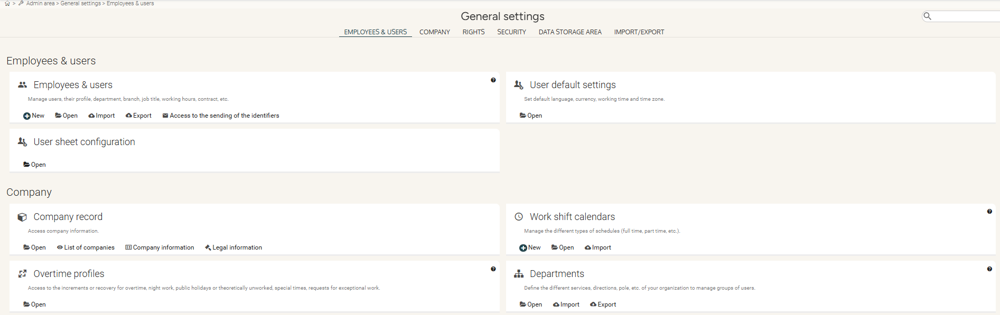 > Admin area > General settings > Employees & users
General settings
EMPLOYEES & USERS COMPANY RIGHTS SECURITY DATA STORAGE AREA IMPORT/EXPORT
Employees & users
Employees & users
Manage users, their profile, department, branch, job title, working hours, contract, etc.
New Open Import Export Access to the sending of the identifiers
User default settings
Set default language, currency, working time and time zone.
Open
User sheet configuration
Open
Company
Company record
Access company information.
Open List of companies Company information Legal information
Work shift calendars
Manage the different types of schedules (full time, part time, etc.).
New Open Import
Overtime profiles
Access to the increments or recovery for overtime, night work, public holidays or theoretically unworked, special times, requests for exceptional work.
Open
Departments
Define the different services, directions, pole, etc. of your organization to manage groups of users.
Open Import Export